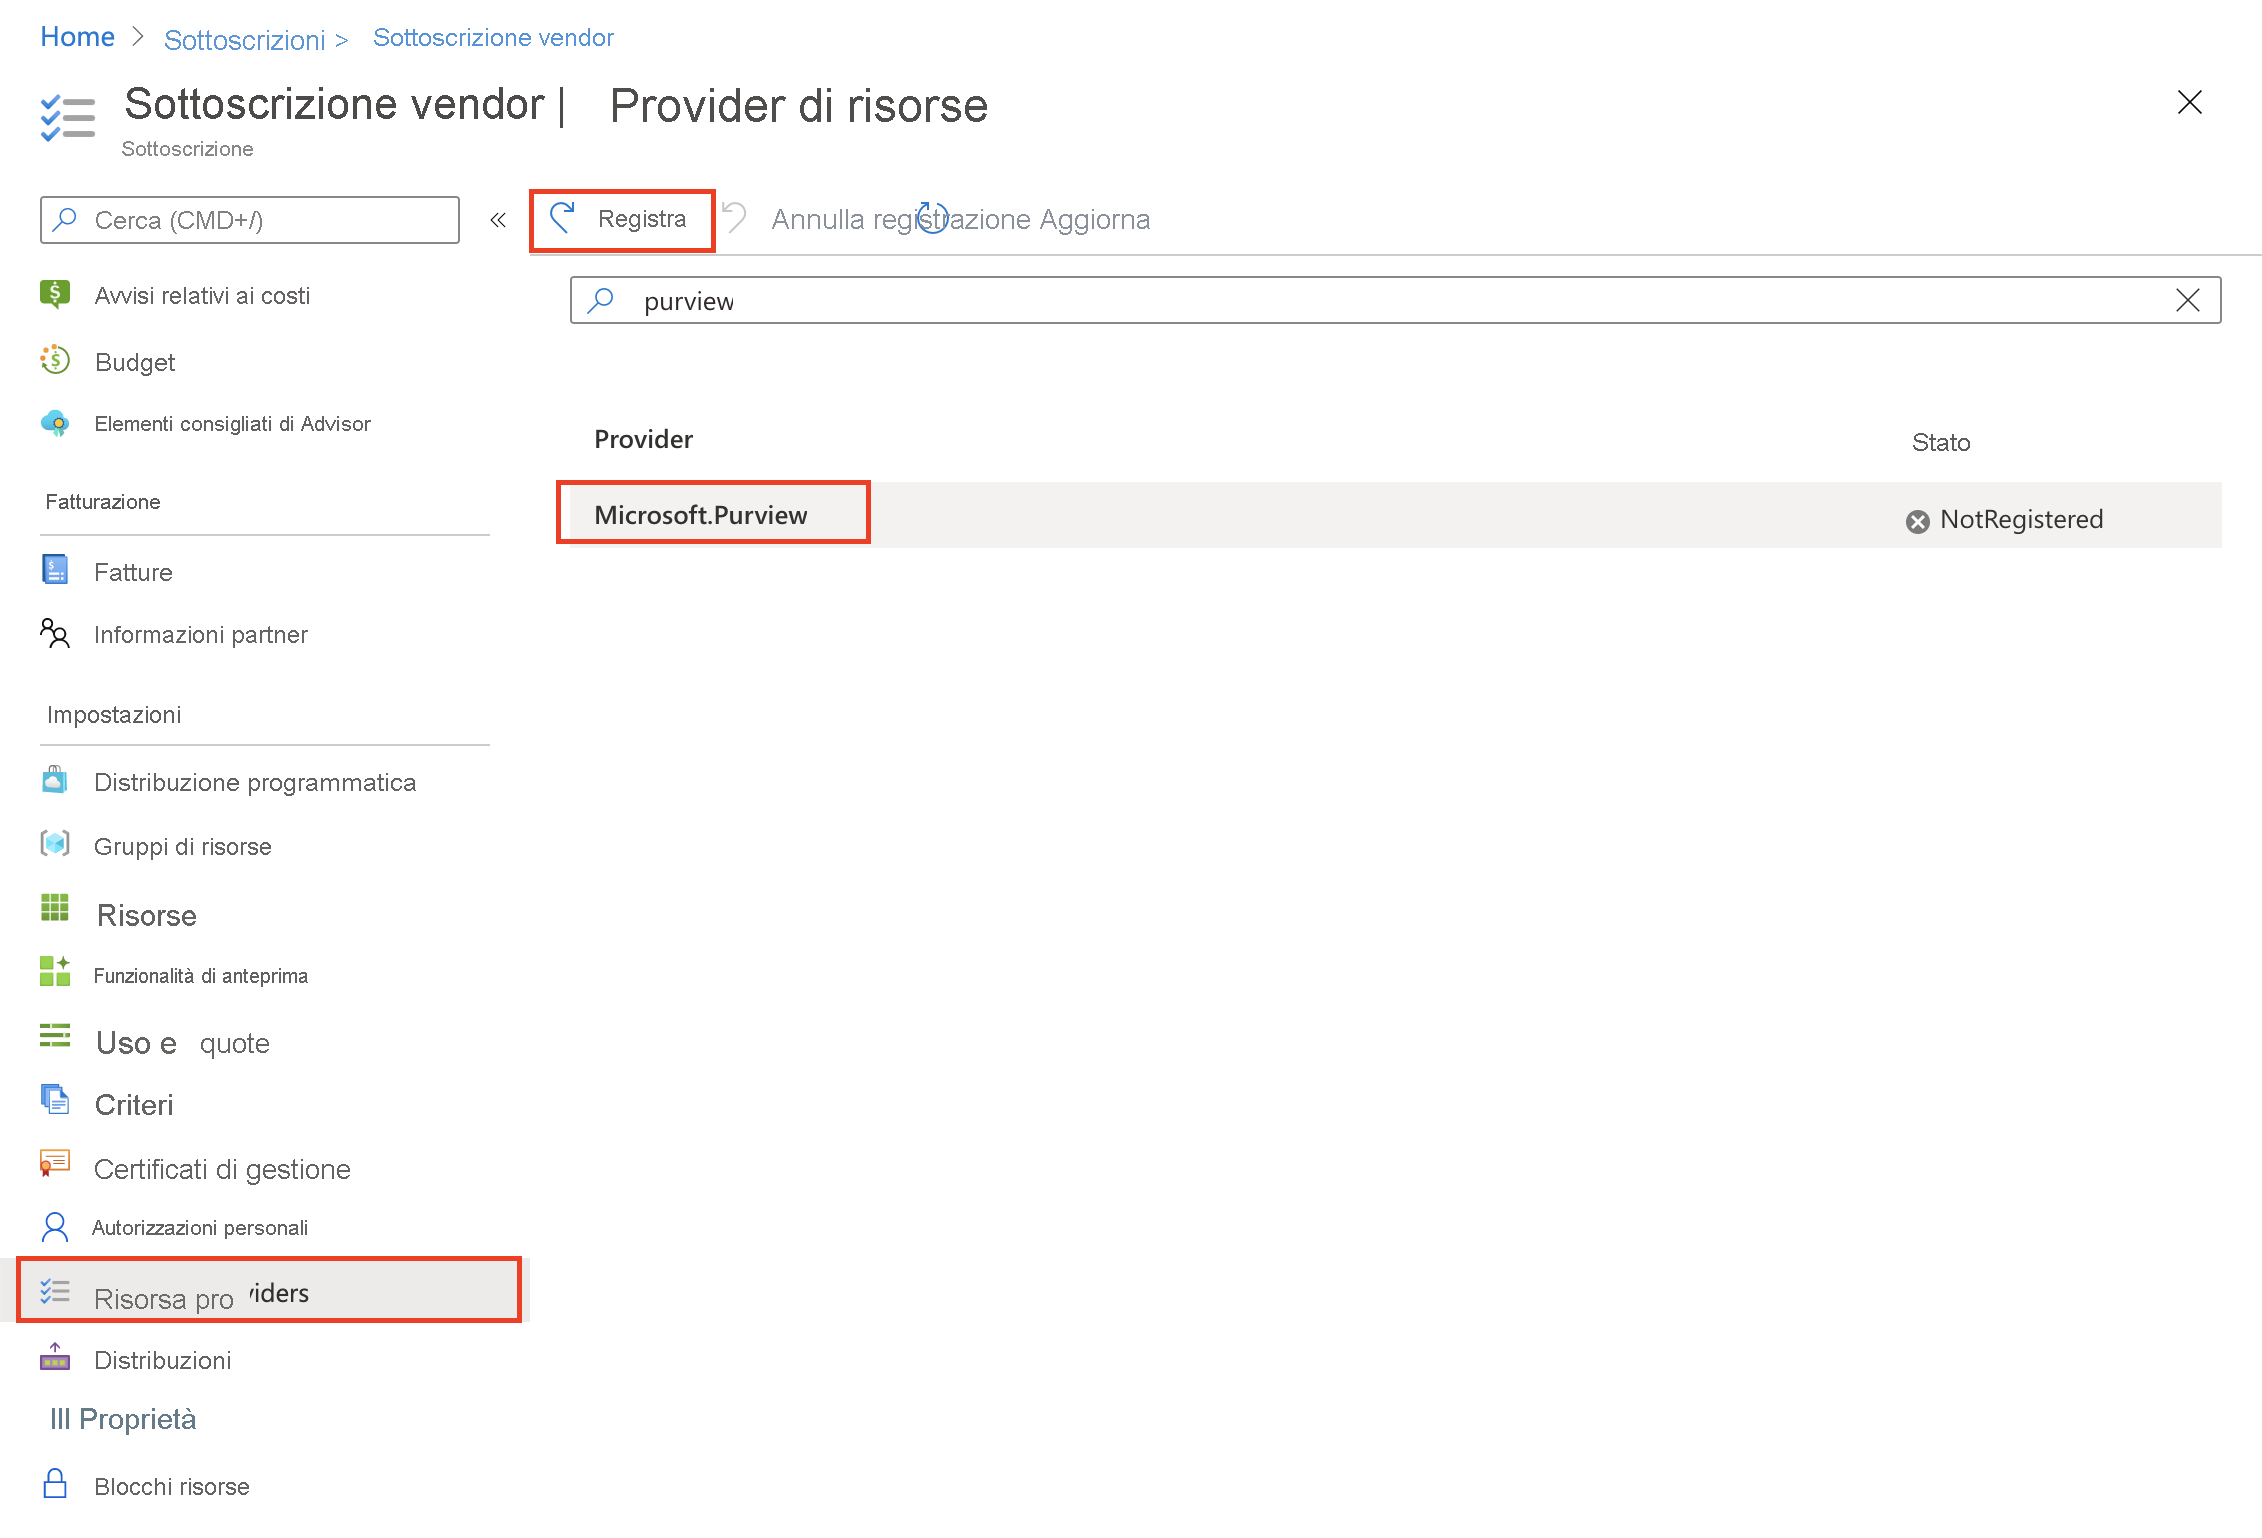 Home > Sottoscrizioni > Sottoscrizione vendor
Sottoscrizione vendor | Provider di risorse
Sottoscrizione
Cerca (CMD+/)
«
Registra
Annulla registrazione Aggiorna
purview
Avvisi relativi ai costi
Budget
Elementi consigliati di Advisor
Fatturazione
Fatture
Informazioni partner
Impostazioni
Distribuzione programmatica
Gruppi di risorse
Risorse
Funzionalità di anteprima
Uso e quote
Criteri
Certificati di gestione
Autorizzazioni personali
Risorsa pro viders
Distribuzioni
III Proprietà
Blocchi risorse
Provider Stato
Microsoft.Purview NotRegistered